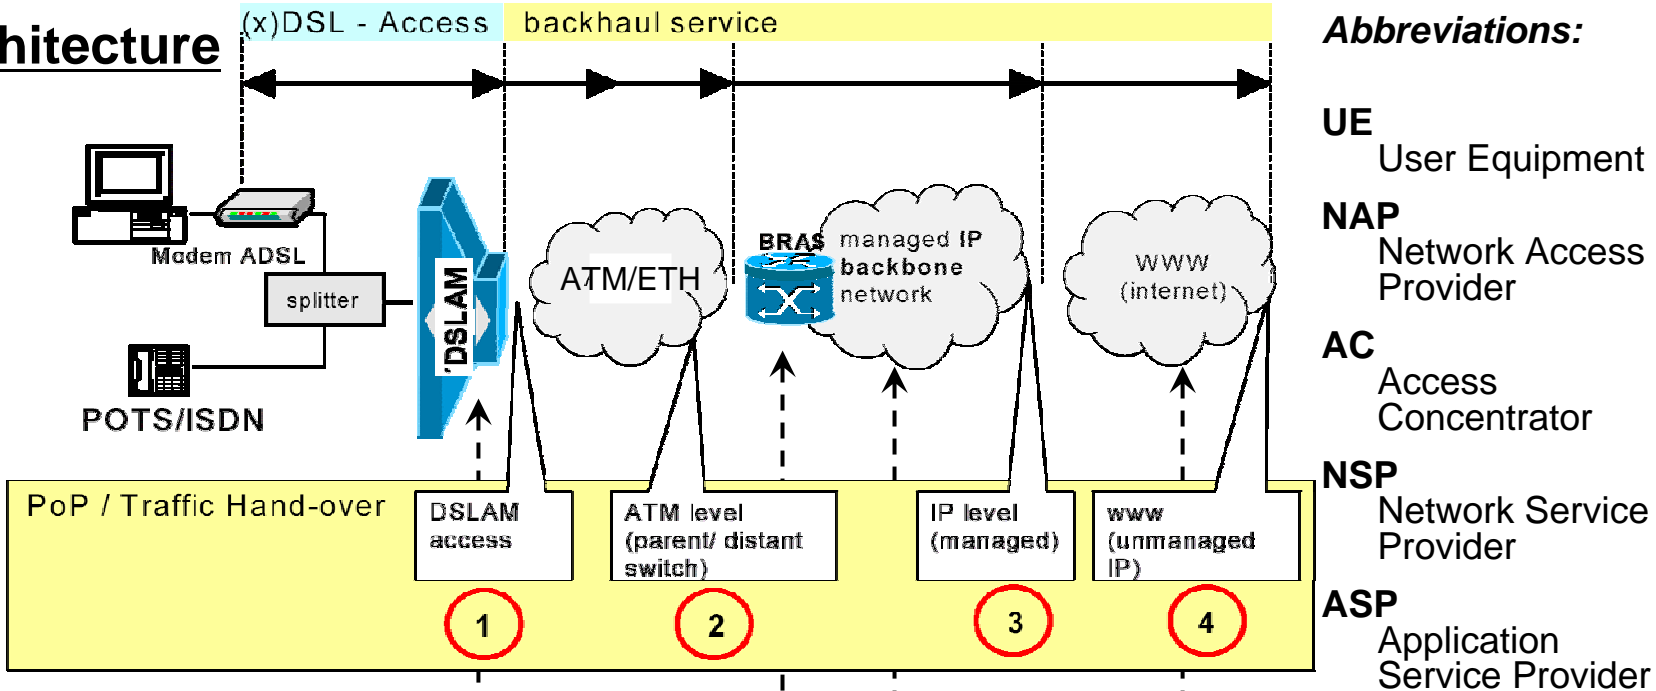 hitecture
(x)DSL - Access
backhaul service
Modem ADSL
splitter
POTS/ISDN
'DSLAM
ATM/ETH
BRAS
managed IP
backbone
network
WWW
(internet)
PoP / Traffic Hand-over
DSLAM
access
ATM level
(parent/ distant
switch)
IP level
(managed)
www
(unmanaged
IP)
1
2
3
4
Abbreviations:
UE
User Equipment
NAP
Network Access
Provider
AC
Access
Concentrator
NSP
Network Service
Provider
ASP
Application
Service Provider